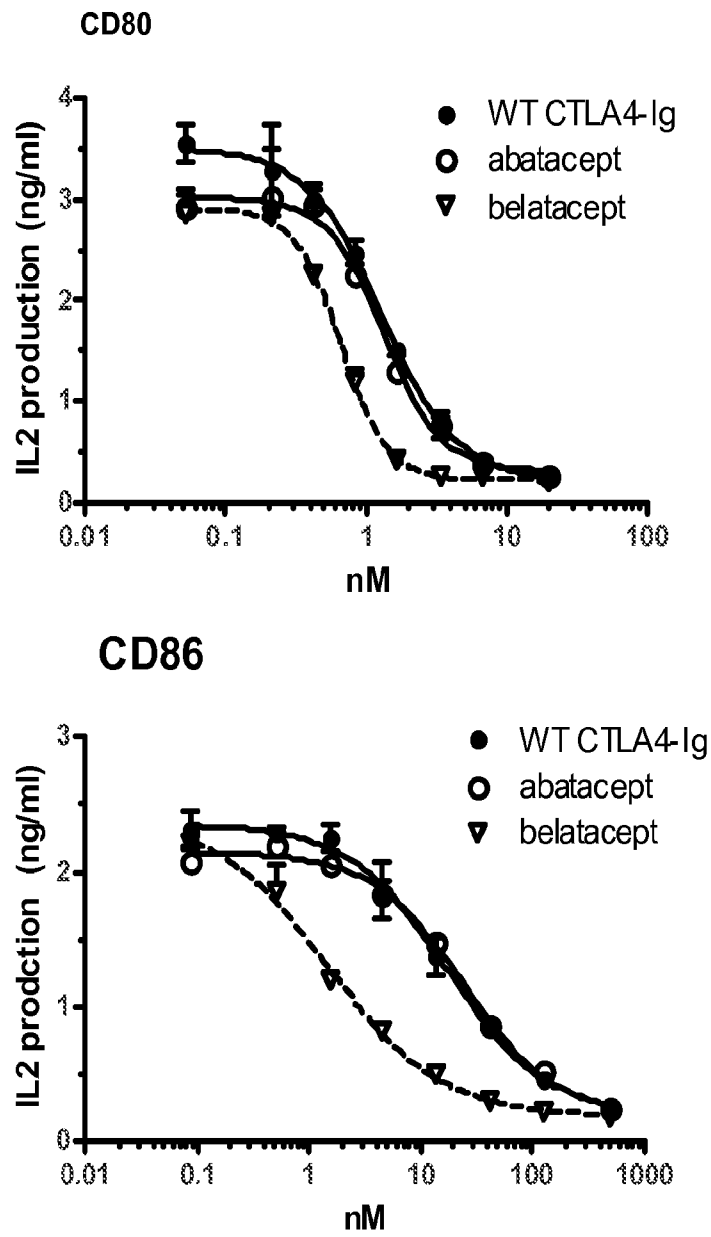 CD80
4
3
2
1
0
IL2 production (ng/ml)
WT CTLA4-Ig
abatacept
belatacept
0.01 0.1 1 10 100
nM
CD86
3
2
1
0
IL2 prodction (ng/ml)
WT CTLA4-Ig
abatacept
belatacept
0.01 0.1 1 10 100 1000
nM